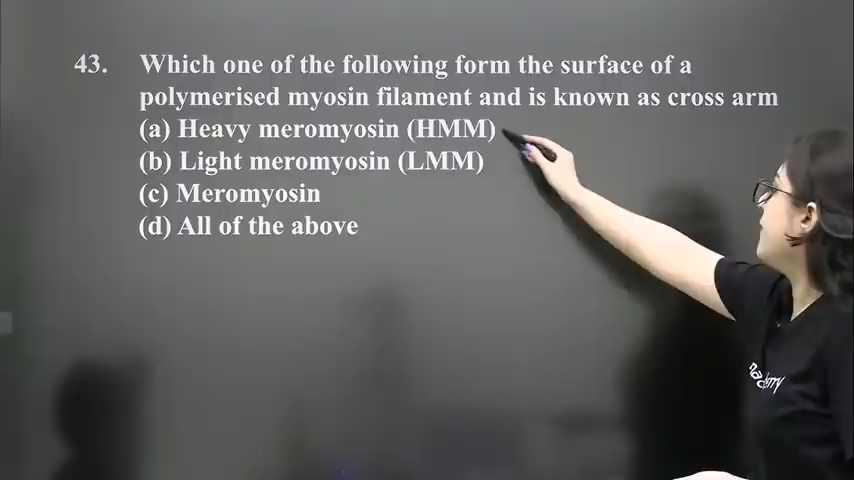 43. Which one of the following form the surface of a
polymerised myosin filament and is known as cross arm
(a) Heavy meromyosin (HMM)
(b) Light meromyosin (LMM)
(c) Meromyosin
(d) All of the above